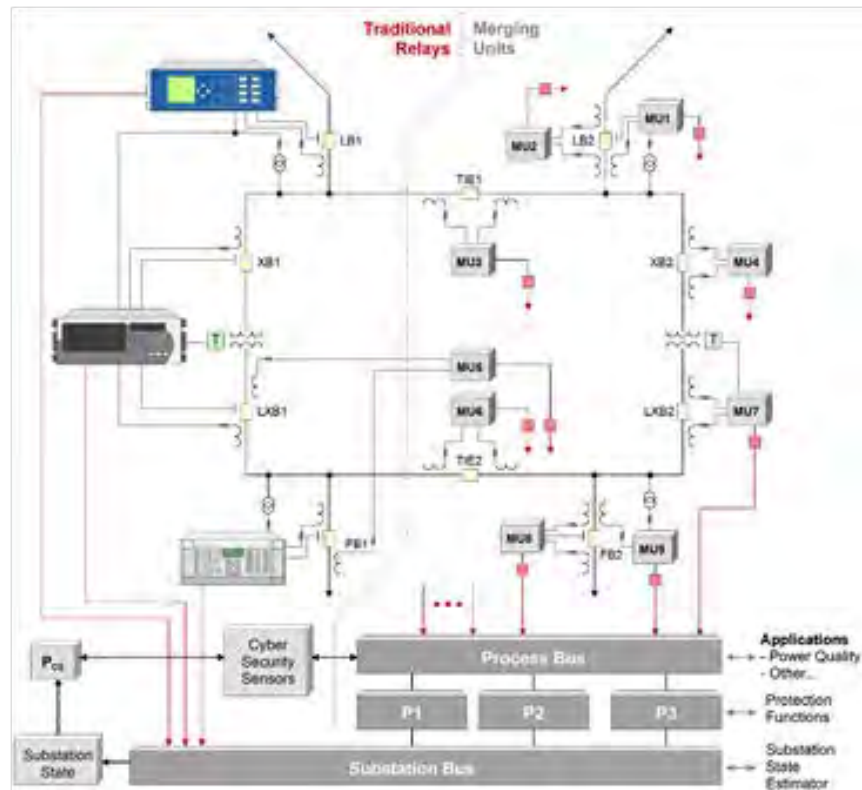 Traditional
Relays
Merging
Units
LB1
MU2
LB2
MU1
TIE1
XB1
MU3
XB2
MU4
T
T
MU5
LXB1
MU6
LXB2
MU7
TIE2
FB1
MU8
FB2
MU9
Applications
- Power Quality
- Other...
Process Bus
Cyber
Security
Sensors
P1
P2
P3
Protection
Functions
Substation
State
Substation Bus
Substation
State
Estimator